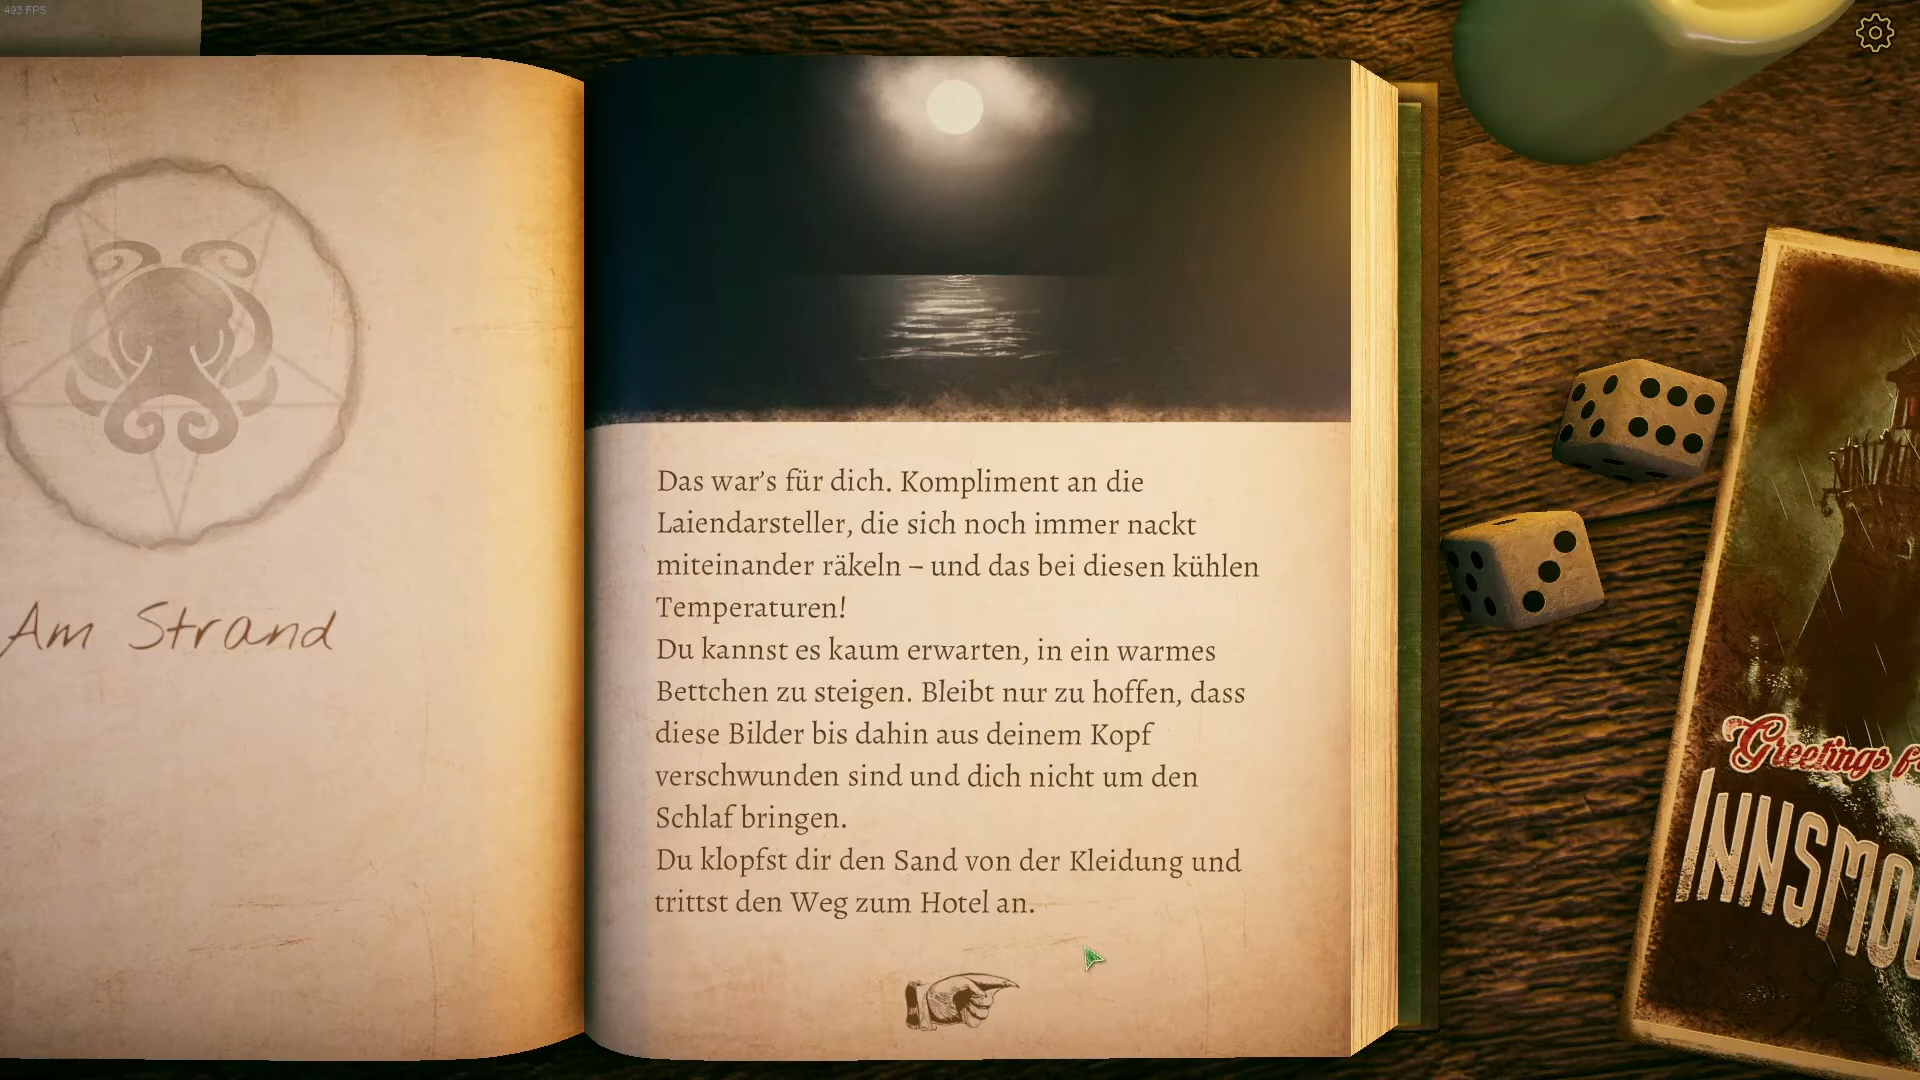 493 FPS
Am Strand
Das war’s für dich. Kompliment an die
Laiendarsteller, die sich noch immer nackt
miteinander räkeln – und das bei diesen kühlen
Temperaturen!
Du kannst es kaum erwarten, in ein warmes
Bettchen zu steigen. Bleibt nur zu hoffen, dass
diese Bilder bis dahin aus deinem Kopf
verschwunden sind und dich nicht um den
Schlaf bringen.
Du klopfst dir den Sand von der Kleidung und
trittst den Weg zum Hotel an.
Greetings f
INNSMO